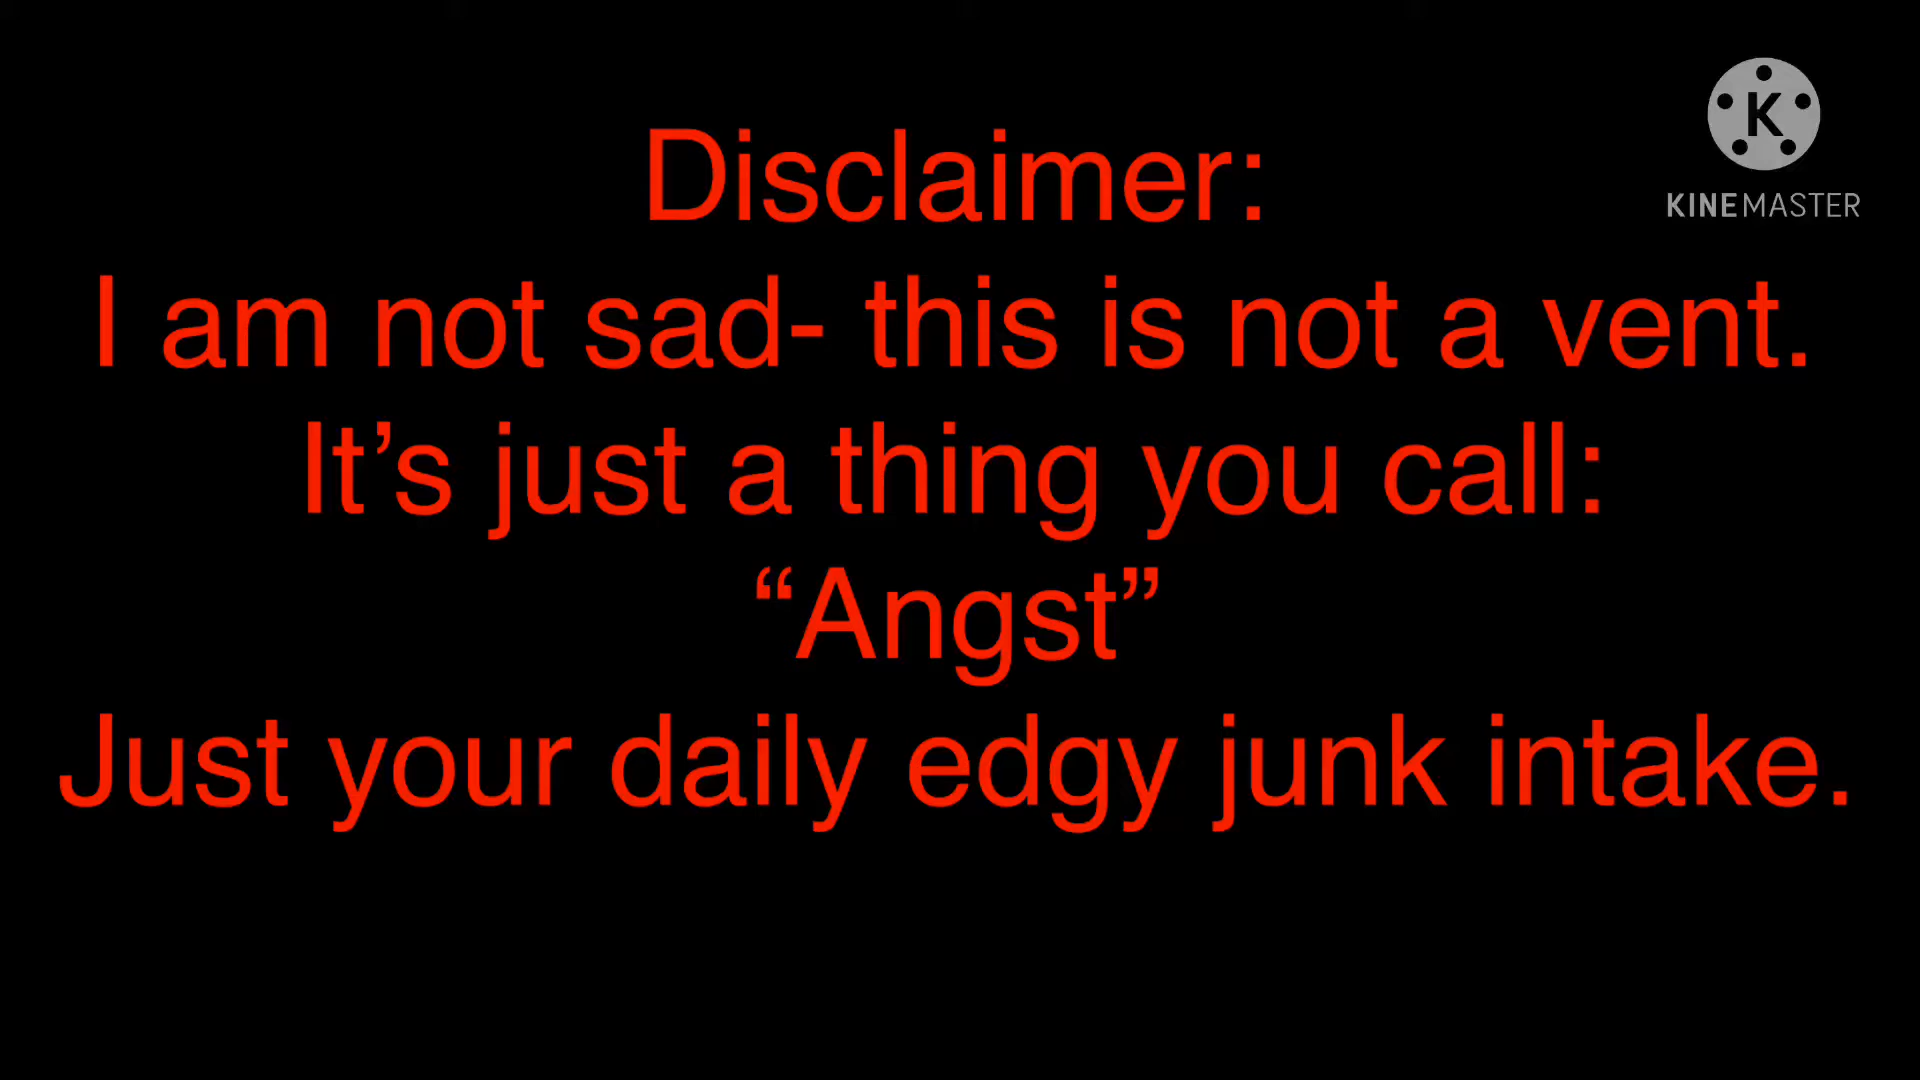 K
KINEMASTER
Disclaimer:
I am not sad- this is not a vent.
It’s just a thing you call:
“Angst”
Just your daily edgy junk intake.